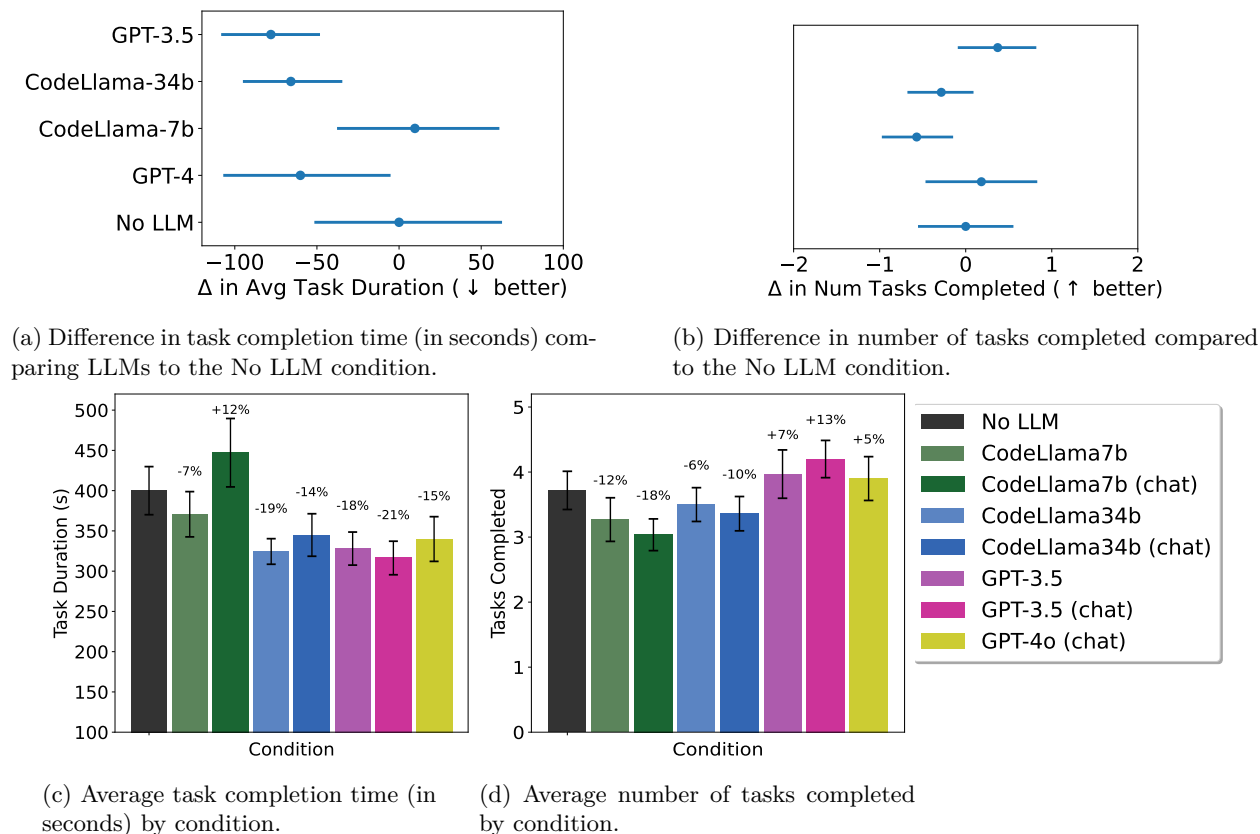 GPT-3.5
CodeLlama-34b
CodeLlama-7b
GPT-4
No LLM
−100 −50 0 50 100
Δ in Avg Task Duration (↓ better)
−2 −1 0 1 2
Δ in Num Tasks Completed (↑ better)
(a) Difference in task completion time (in seconds) com-
paring LLMs to the No LLM condition.
(b) Difference in number of tasks completed compared
to the No LLM condition.
500
450
400
350
300
250
200
150
100
Task Duration (s)
-7%
+12%
-19%
-14%
-18%
-21%
-15%
Condition
5
4
3
2
1
0
Tasks Completed
-12%
-18%
-6%
-10%
+7%
+13%
+5%
Condition
No LLM
CodeLlama7b
CodeLlama7b (chat)
CodeLlama34b
CodeLlama34b (chat)
GPT-3.5
GPT-3.5 (chat)
GPT-4o (chat)
(c) Average task completion time (in
seconds) by condition.
(d) Average number of tasks completed
by condition.